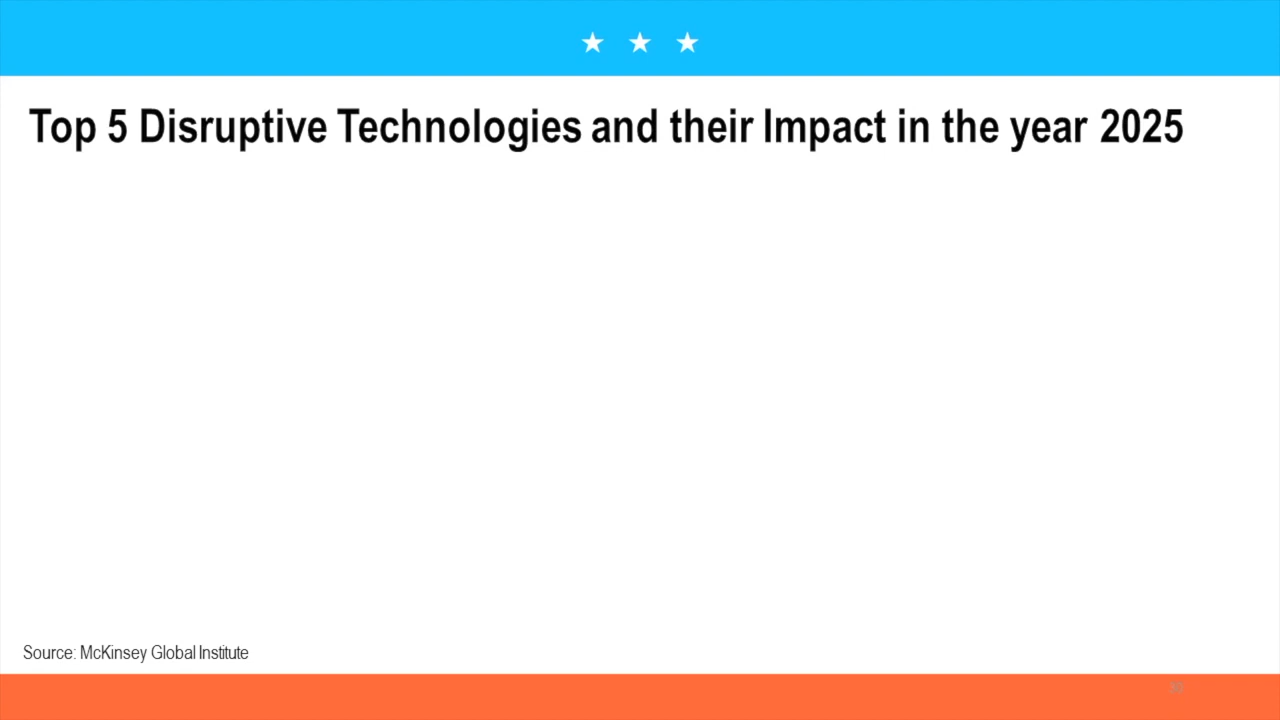 Top 5 Disruptive Technologies and their Impact in the year 2025
Source: McKinsey Global Institute